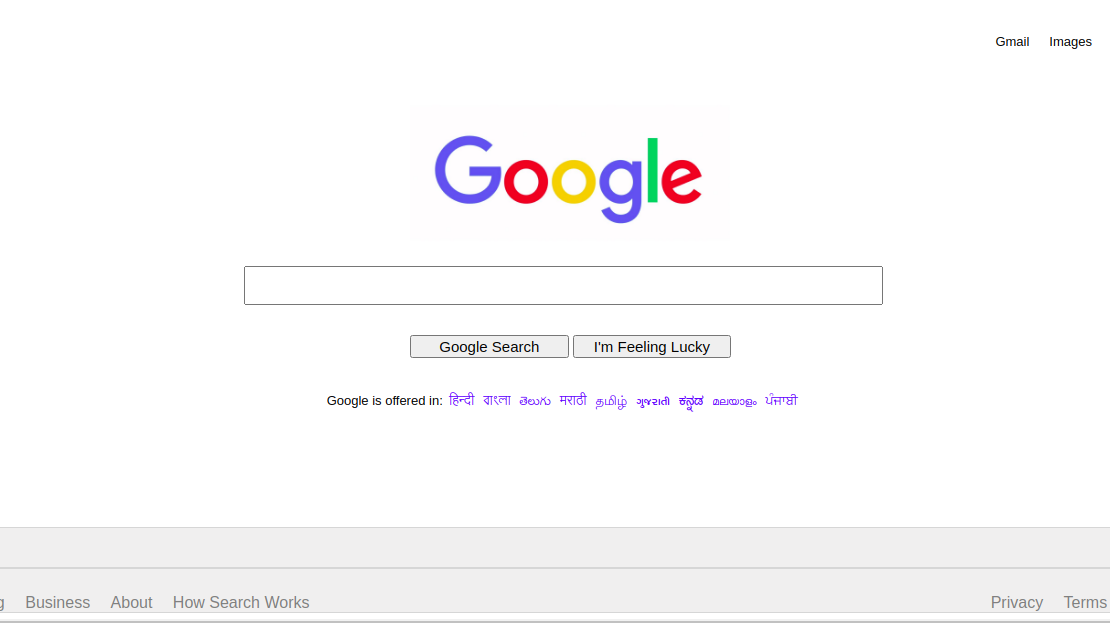 Gmail Images
Google
Google Search I'm Feeling Lucky
Google is offered in: हिन्दी বাংলা తెలుగు मराठी தமிழ் ગુજરાતી ಕನ್ನಡ മലയാളം ਪੰਜਾਬੀ
Business About How Search Works Privacy Terms